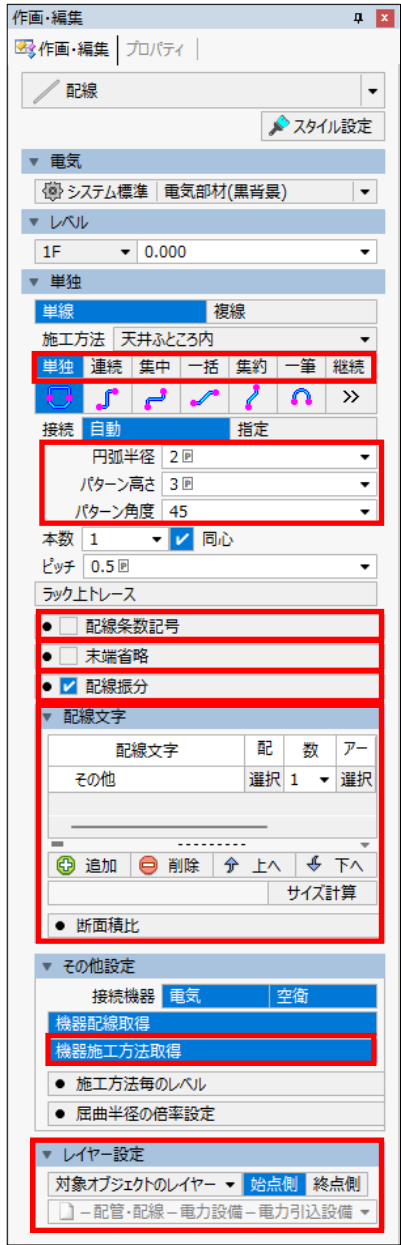 作画・編集
作画・編集 プロパティ
配線
スタイル設定
電気
システム標準 電気部材(黒背景)
レベル
1F 0.000
単独
単線 複線
施工方法 天井ふところ内
単独 連続 集中 一括 集約 一筆 継続
>>
接続 自動 指定
円弧半径 2 P
パターン高さ 3 P
パターン角度 45
本数 1 同心
ピッチ 0.5 P
ラック上トレース
● 配線条数記号
● 末端省略
● 配線振分
配線文字
配線文字 配 数 アー
その他 選択 1 選択
追加 削除 上へ 下へ
サイズ計算
● 断面積比
その他設定
接続機器 電気 空衛
機器配線取得
機器施工方法取得
● 施工方法毎のレベル
● 屈曲半径の倍率設定
レイヤー設定
対象オブジェクトのレイヤー 始点側 終点側
－配管・配線－電力設備－電力引込設備